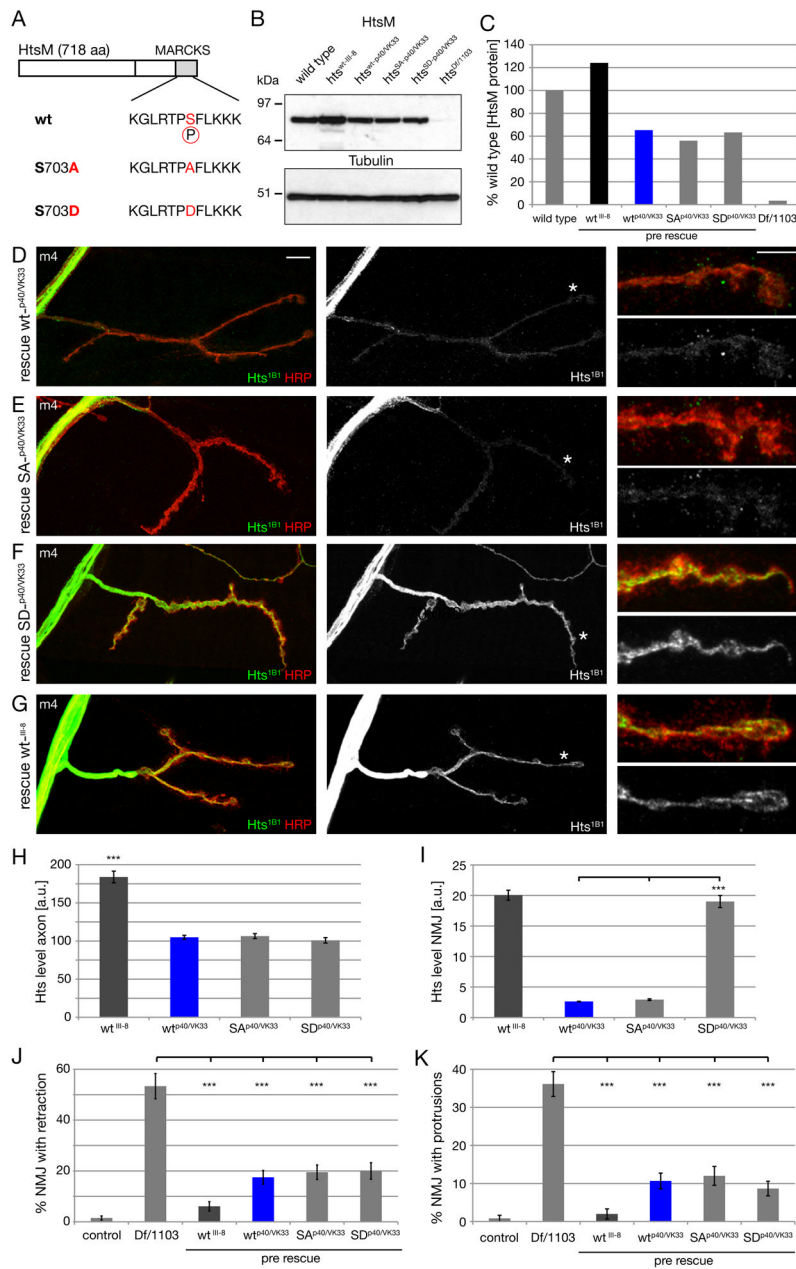 A
HtsM (718 aa)
MARCKS
wt
KGLRTPSFLKKK
P
S703A
KGLRTPAFLKKK
S703D
KGLRTPDFLKKK
B
HtsM
wild type
hts^wt-III-8
hts^wt-p40/VK33
hts^SA-p40/VK33
hts^SD-p40/VK33
hts^Df/1103
kDa
97
64
Tubulin
51
C
% wild type [HtsM protein]
140
120
100
80
60
40
20
0
wild type
wt^III-8
wt^p40/VK33
SA^p40/VK33
SD^p40/VK33
Df/1103
pre rescue
D
rescue wt-^p40/VK33
m4
Hts^1B1 HRP
*
Hts^1B1
E
rescue SA-^p40/VK33
m4
Hts^1B1 HRP
*
Hts^1B1
F
rescue SD-^p40/VK33
m4
Hts^1B1 HRP
*
Hts^1B1
G
rescue wt-^III-8
m4
Hts^1B1 HRP
*
Hts^1B1
H
Hts level axon [a.u.]
200
150
100
50
0
***
wt^III-8
wt^p40/VK33
SA^p40/VK33
SD^p40/VK33
I
Hts level NMJ [a.u.]
25
20
15
10
5
0
***
wt^III-8
wt^p40/VK33
SA^p40/VK33
SD^p40/VK33
J
% NMJ with retraction
60
40
20
0
***
***
***
***
control
Df/1103
wt^III-8
wt^p40/VK33
SA^p40/VK33
SD^p40/VK33
pre rescue
K
% NMJ with protrusions
40
30
20
10
0
***
***
***
***
control
Df/1103
wt^III-8
wt^p40/VK33
SA^p40/VK33
SD^p40/VK33
pre rescue